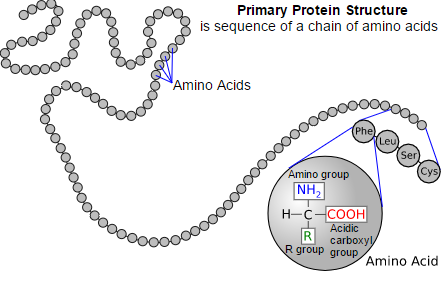 Primary Protein Structure
is sequence of a chain of amino acids
Amino Acids
Phe
Leu
Ser
Cys
Amino group
NH₂
H—C—COOH
R
R group
Acidic
carboxyl
group
Amino Acid